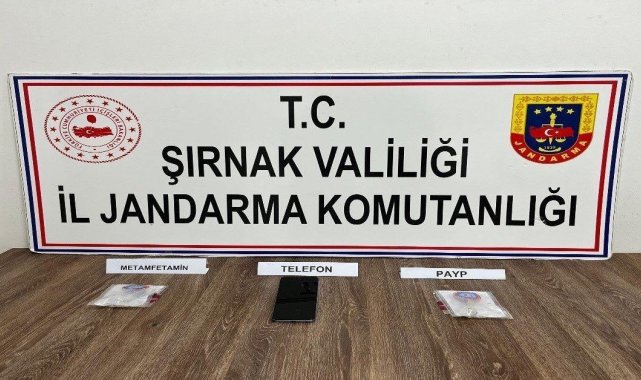 T.C.
ŞIRNAK VALİLİĞİ
İL JANDARMA KOMUTANLIĞI
JANDARMA
METAMFETAMİN
TELEFON
PAYP